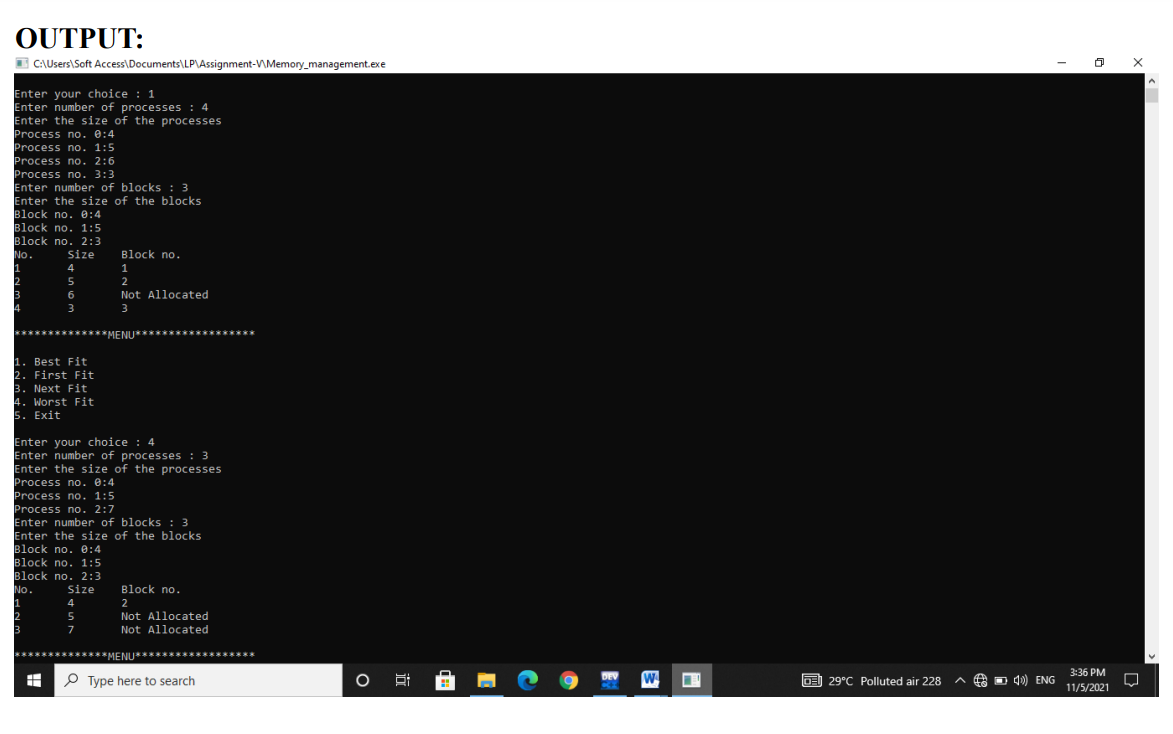 OUTPUT:
C:\Users\Soft Access\Documents\LP\Assignment-V\Memory_management.exe
Enter your choice : 1
Enter number of processes : 4
Enter the size of the processes
Process no. 0:4
Process no. 1:5
Process no. 2:6
Process no. 3:3
Enter number of blocks : 3
Enter the size of the blocks
Block no. 0:4
Block no. 1:5
Block no. 2:3
No.     Size    Block no.
1       4       1
2       5       2
3       6       Not Allocated
4       3       3
**************MENU******************
1. Best Fit
2. First Fit
3. Next Fit
4. Worst Fit
5. Exit
Enter your choice : 4
Enter number of processes : 3
Enter the size of the processes
Process no. 0:4
Process no. 1:5
Process no. 2:7
Enter number of blocks : 3
Enter the size of the blocks
Block no. 0:4
Block no. 1:5
Block no. 2:3
No.     Size    Block no.
1       4       2
2       5       Not Allocated
3       7       Not Allocated
**************MENU******************
Type here to search
DEV
W
29°C Polluted air 228
ENG
3:36 PM
11/5/2021